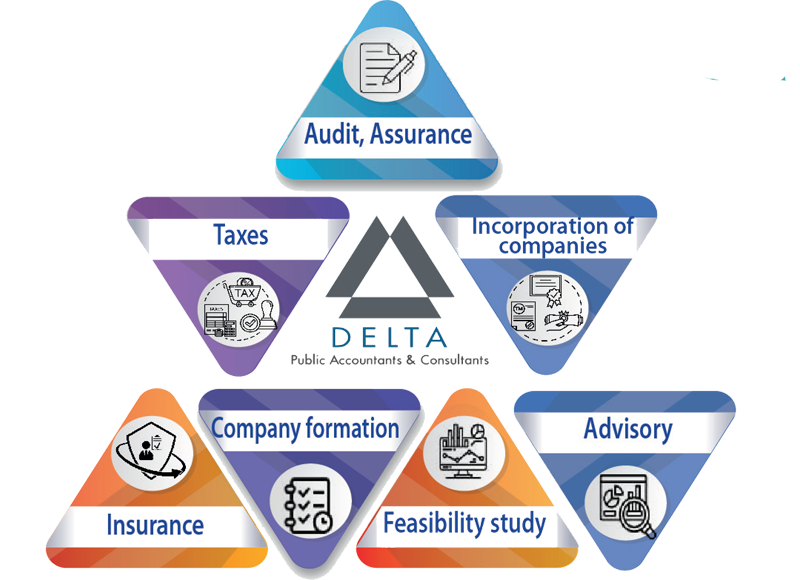 Audit, Assurance
Taxes
Incorporation of
companies
TAX
DELTA
Public Accountants & Consultants
Company formation
Advisory
Insurance
Feasibility study